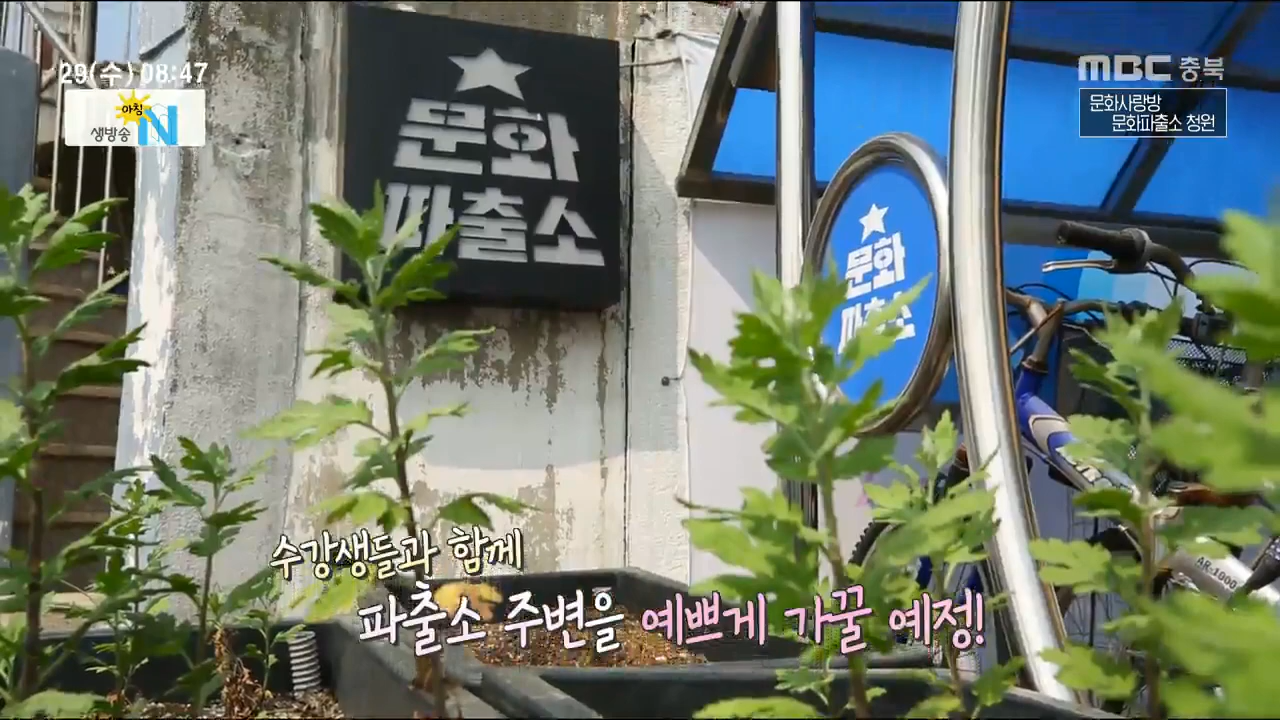 29(수) 08:47
아침
생방송 N
MBC 충북
문화사랑방
문화파출소 청원
문화
파출소
문화
파출소
AR-1000
수강생들과 함께
파출소 주변을 예쁘게 가꿀 예정!